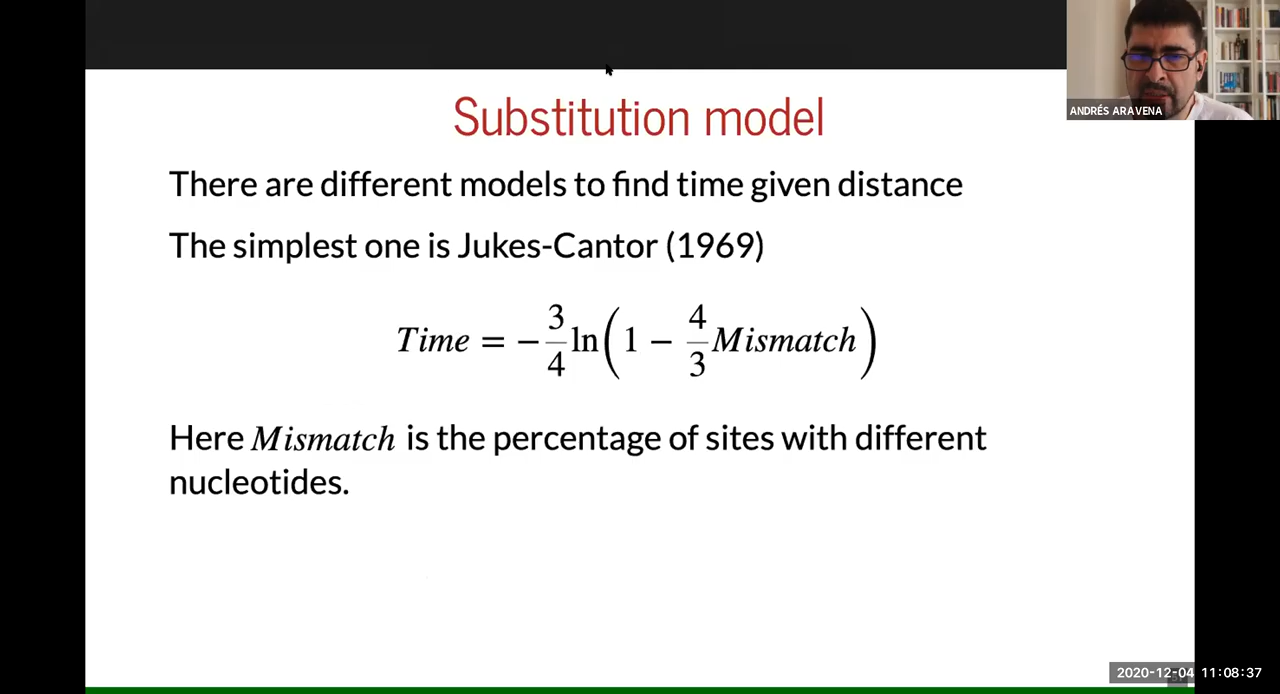 Substitution model
ANDRÉS ARAVENA
There are different models to find time given distance
The simplest one is Jukes-Cantor (1969)
Time = −3/4 ln(1 − 4/3 Mismatch)
Here Mismatch is the percentage of sites with different
nucleotides.
2020-12-04 11:08:37